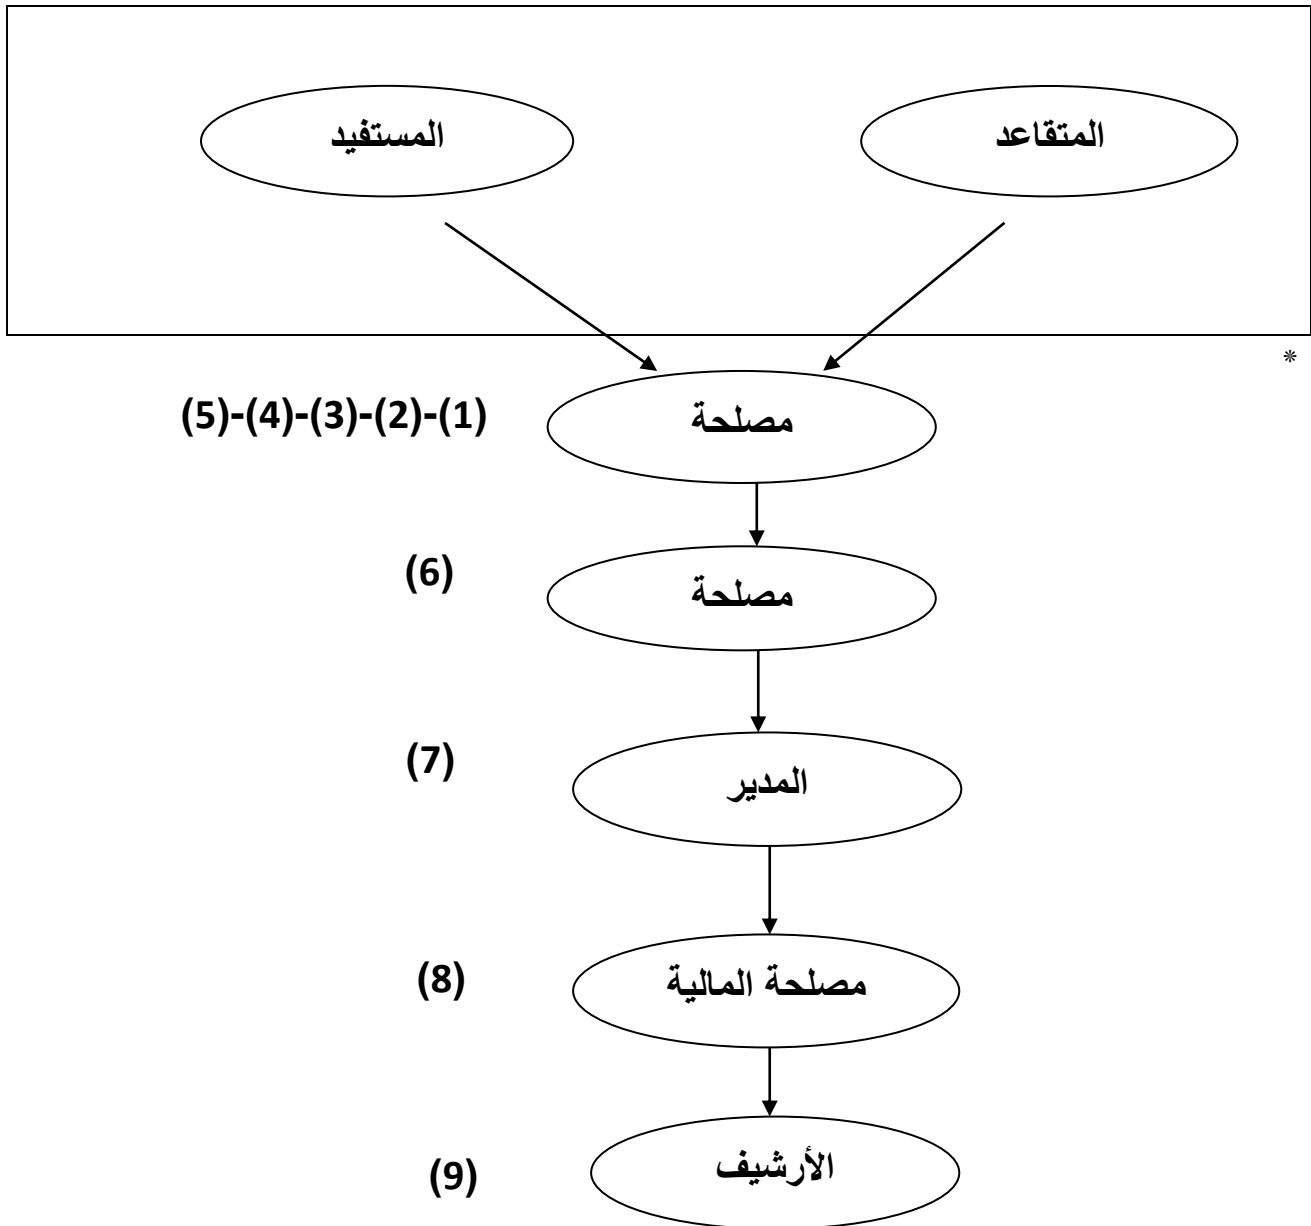 المتقاعد
المستفيد
*
مصلحة
(5)-(4)-(3)-(2)-(1)
مصلحة
(6)
المدير
(7)
مصلحة المالية
(8)
الأرشيف
(9)